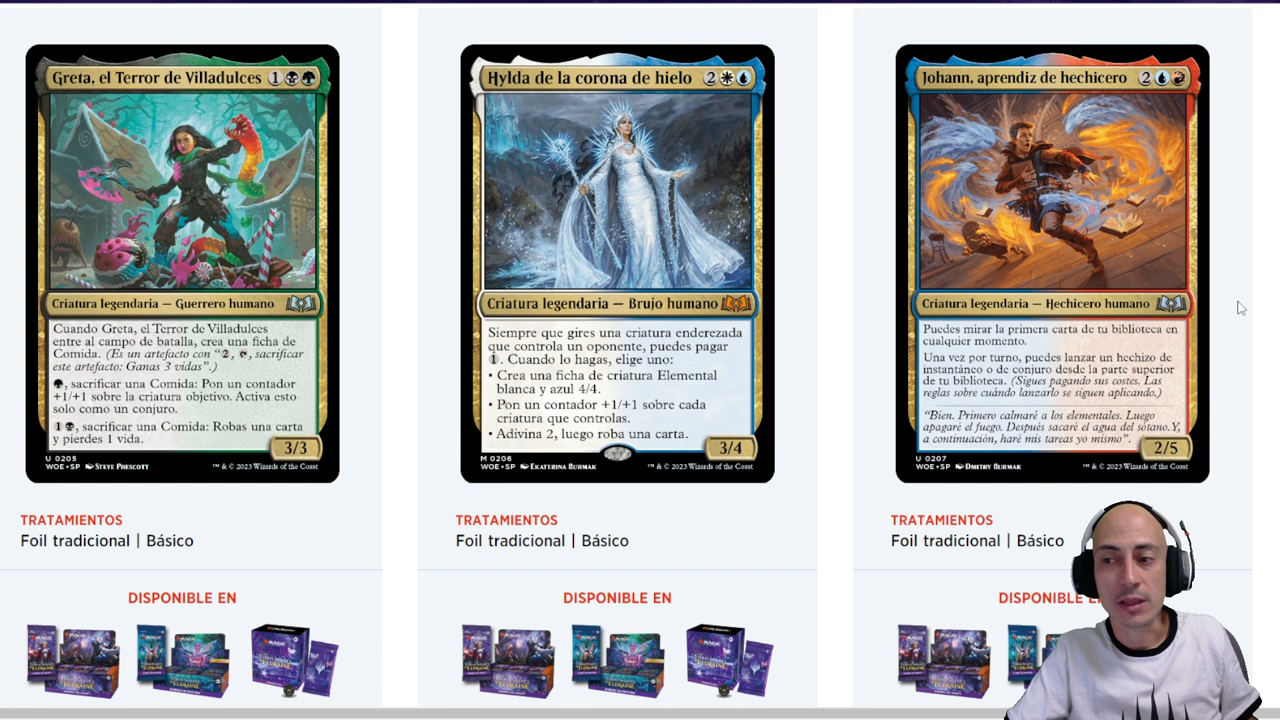 Greta, el Terror de Villadulces 1
Criatura legendaria — Guerrero humano
Cuando Greta, el Terror de Villadulces
entre al campo de batalla, crea una ficha de
Comida. (Es un artefacto con “2, , sacrificar
este artefacto: Ganas 3 vidas”.)
, sacrificar una Comida: Pon un contador
+1/+1 sobre la criatura objetivo. Activa esto
solo como un conjuro.
1, sacrificar una Comida: Robas una carta
y pierdes 1 vida.
3/3
U 0205
WOE • SP STEVE PRESCOTT ™ & © 2023 Wizards of the Coast
TRATAMIENTOS
Foil tradicional | Básico
DISPONIBLE EN
Hylda de la corona de hielo 2
Criatura legendaria — Brujo humano
Siempre que gires una criatura enderezada
que controla un oponente, puedes pagar
1. Cuando lo hagas, elige uno:
• Crea una ficha de criatura Elemental
blanca y azul 4/4.
• Pon un contador +1/+1 sobre cada
criatura que controlas.
• Adivina 2, luego roba una carta.
3/4
M 0206
WOE • SP EKATERINA BURMAK ™ & © 2023 Wizards of the Coast
TRATAMIENTOS
Foil tradicional | Básico
DISPONIBLE EN
Johann, aprendiz de hechicero 2
Criatura legendaria — Hechicero humano
Puedes mirar la primera carta de tu biblioteca en
cualquier momento.
Una vez por turno, puedes lanzar un hechizo de
instantáneo o de conjuro desde la parte superior
de tu biblioteca. (Sigues pagando sus costes. Las
reglas sobre cuándo lanzarlo se siguen aplicando.)
“Bien. Primero calmaré a los elementales. Luego
apagaré el fuego. Después sacaré el agua del sótano. Y,
a continuación, haré mis tareas yo mismo”.
2/5
U 0207
WOE • SP DMITRY BURMAK ™ & © 2023 Wizards of the Coast
TRATAMIENTOS
Foil tradicional | Básico
DISPONIBLE E